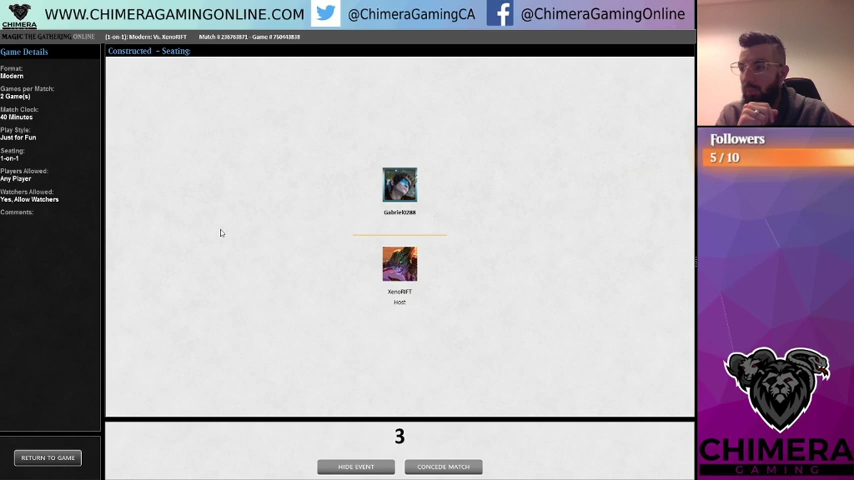 WWW.CHIMERAGAMINGONLINE.COM
@ChimeraGamingCA
@ChimeraGamingOnline
CHIMERA
GAMING
MAGIC THE GATHERING ONLINE
(1-on-1): Modern: Vs. XenoRIFT
Game Details
Constructed - Seating:
Format:
Modern
Games per Match:
2 Game(s)
Match Clock:
40 Minutes
Play Style:
Just for Fun
Seating:
1-on-1
Players Allowed:
Any Player
Watchers Allowed:
Yes, Allow Watchers
Comments:
XenoRIFT
Host
Followers
5 / 10
3
RETURN TO GAME
HIDE EVENT
CONCEDE MATCH
CHIMERA
GAMING